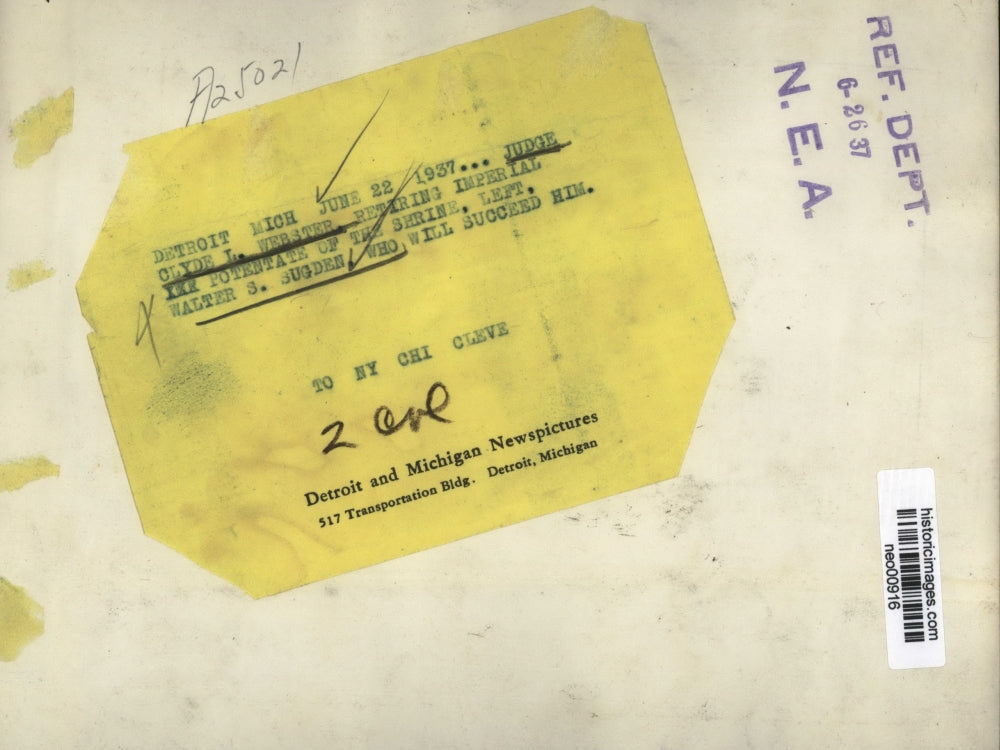 A25021
DETROIT MICH JUNE 22 1937... JUDGE
CLYDE L. WEBSTER, RETIRING IMPERIAL
POTENTATE OF THE SHRINE, LEFT,
WALTER S. SUGDEN, WHO WILL SUCCEED HIM.
TO NY CHI CLEVE
2
Detroit and Michigan Newspictures
517 Transportation Bldg. Detroit, Michigan
REF. DEPT.
6-26 37
N. E. A.
historicimages.com
neo00916